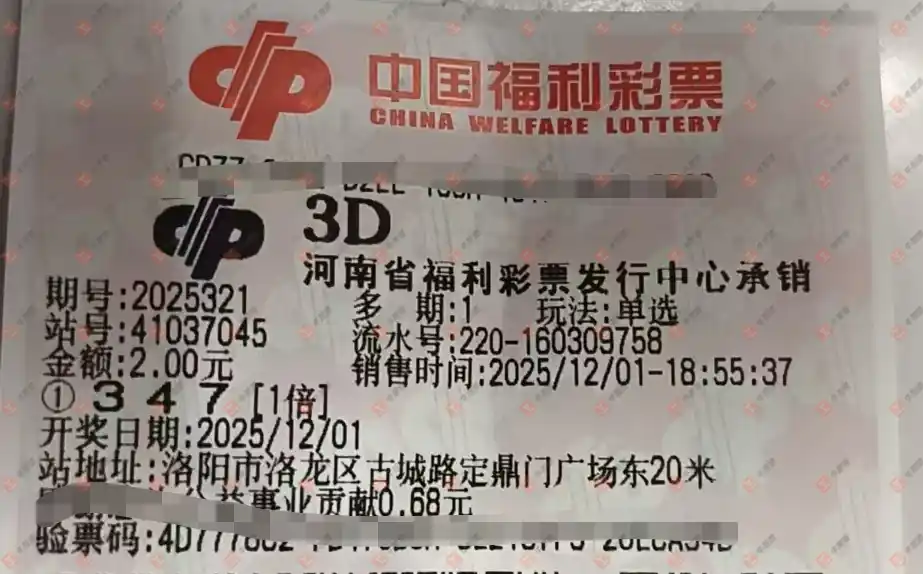 中国福利彩票
CHINA WELFARE LOTTERY
3D
河南省福利彩票发行中心承销
期号:2025321 多 期:1 玩法:单选
站号:41037045 流水号:220-160309758
金额:2.00元 销售时间:2025/12/01-18:55:37
① 3 4 7 [1倍]
开奖日期:2025/12/01
站地址:洛阳市洛龙区古城路定鼎门广场东20米
公益事业贡献0.68元
验票码: